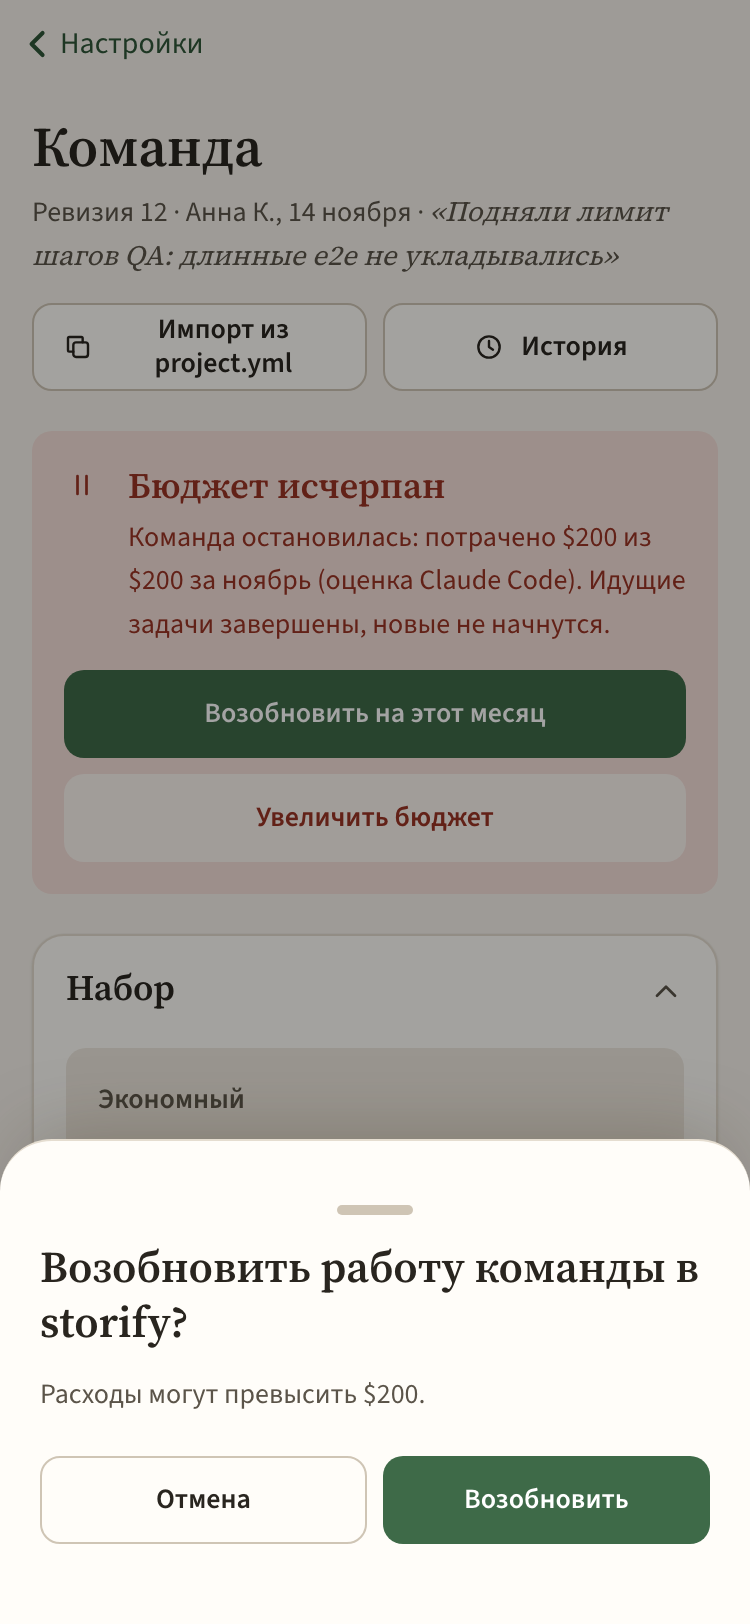 Настройки
Команда
Ревизия 12 · Анна К., 14 ноября · «Подняли лимит
шагов QA: длинные e2e не укладывались»
Импорт из
project.yml
История
Бюджет исчерпан
Команда остановилась: потрачено $200 из
$200 за ноябрь (оценка Claude Code). Идущие
задачи завершены, новые не начнутся.
Возобновить на этот месяц
Увеличить бюджет
Набор
Экономный
Возобновить работу команды в
storify?
Расходы могут превысить $200.
Отмена
Возобновить